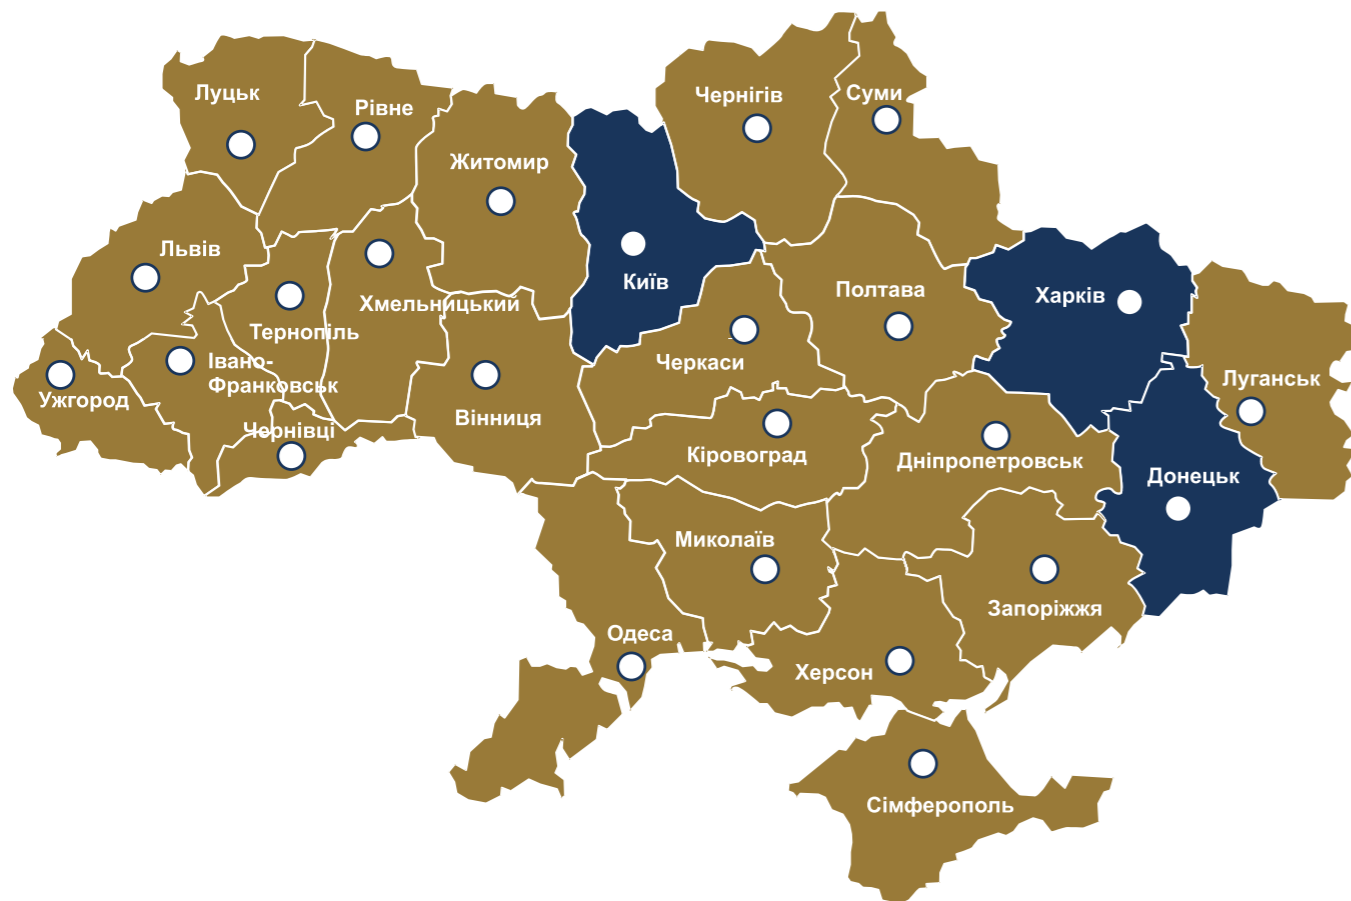 Луцьк
Рівне
Чернігів
Суми
Житомир
Львів
Київ
Полтава
Харків
Хмельницький
Тернопіль
Івано-
Франковськ
Черкаси
Луганськ
Ужгород
Чернівці
Вінниця
Кіровоград
Дніпропетровськ
Донецьк
Миколаїв
Запоріжжя
Одеса
Херсон
Сімферополь